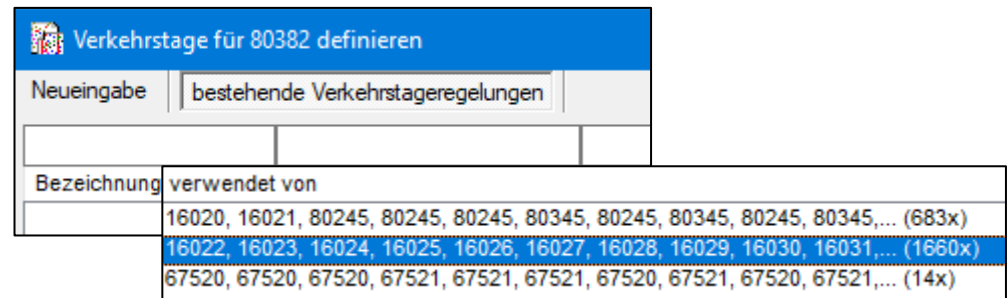 Verkehrstage für 80382 definieren
Neueingabe bestehende Verkehrstageregelungen
Bezeichnung verwendet von
16020, 16021, 80245, 80245, 80245, 80345, 80245, 80345, 80245, 80345,... (683x)
16022, 16023, 16024, 16025, 16026, 16027, 16028, 16029, 16030, 16031,... (1660x)
67520, 67520, 67520, 67521, 67521, 67521, 67520, 67521, 67520, 67521,... (14x)